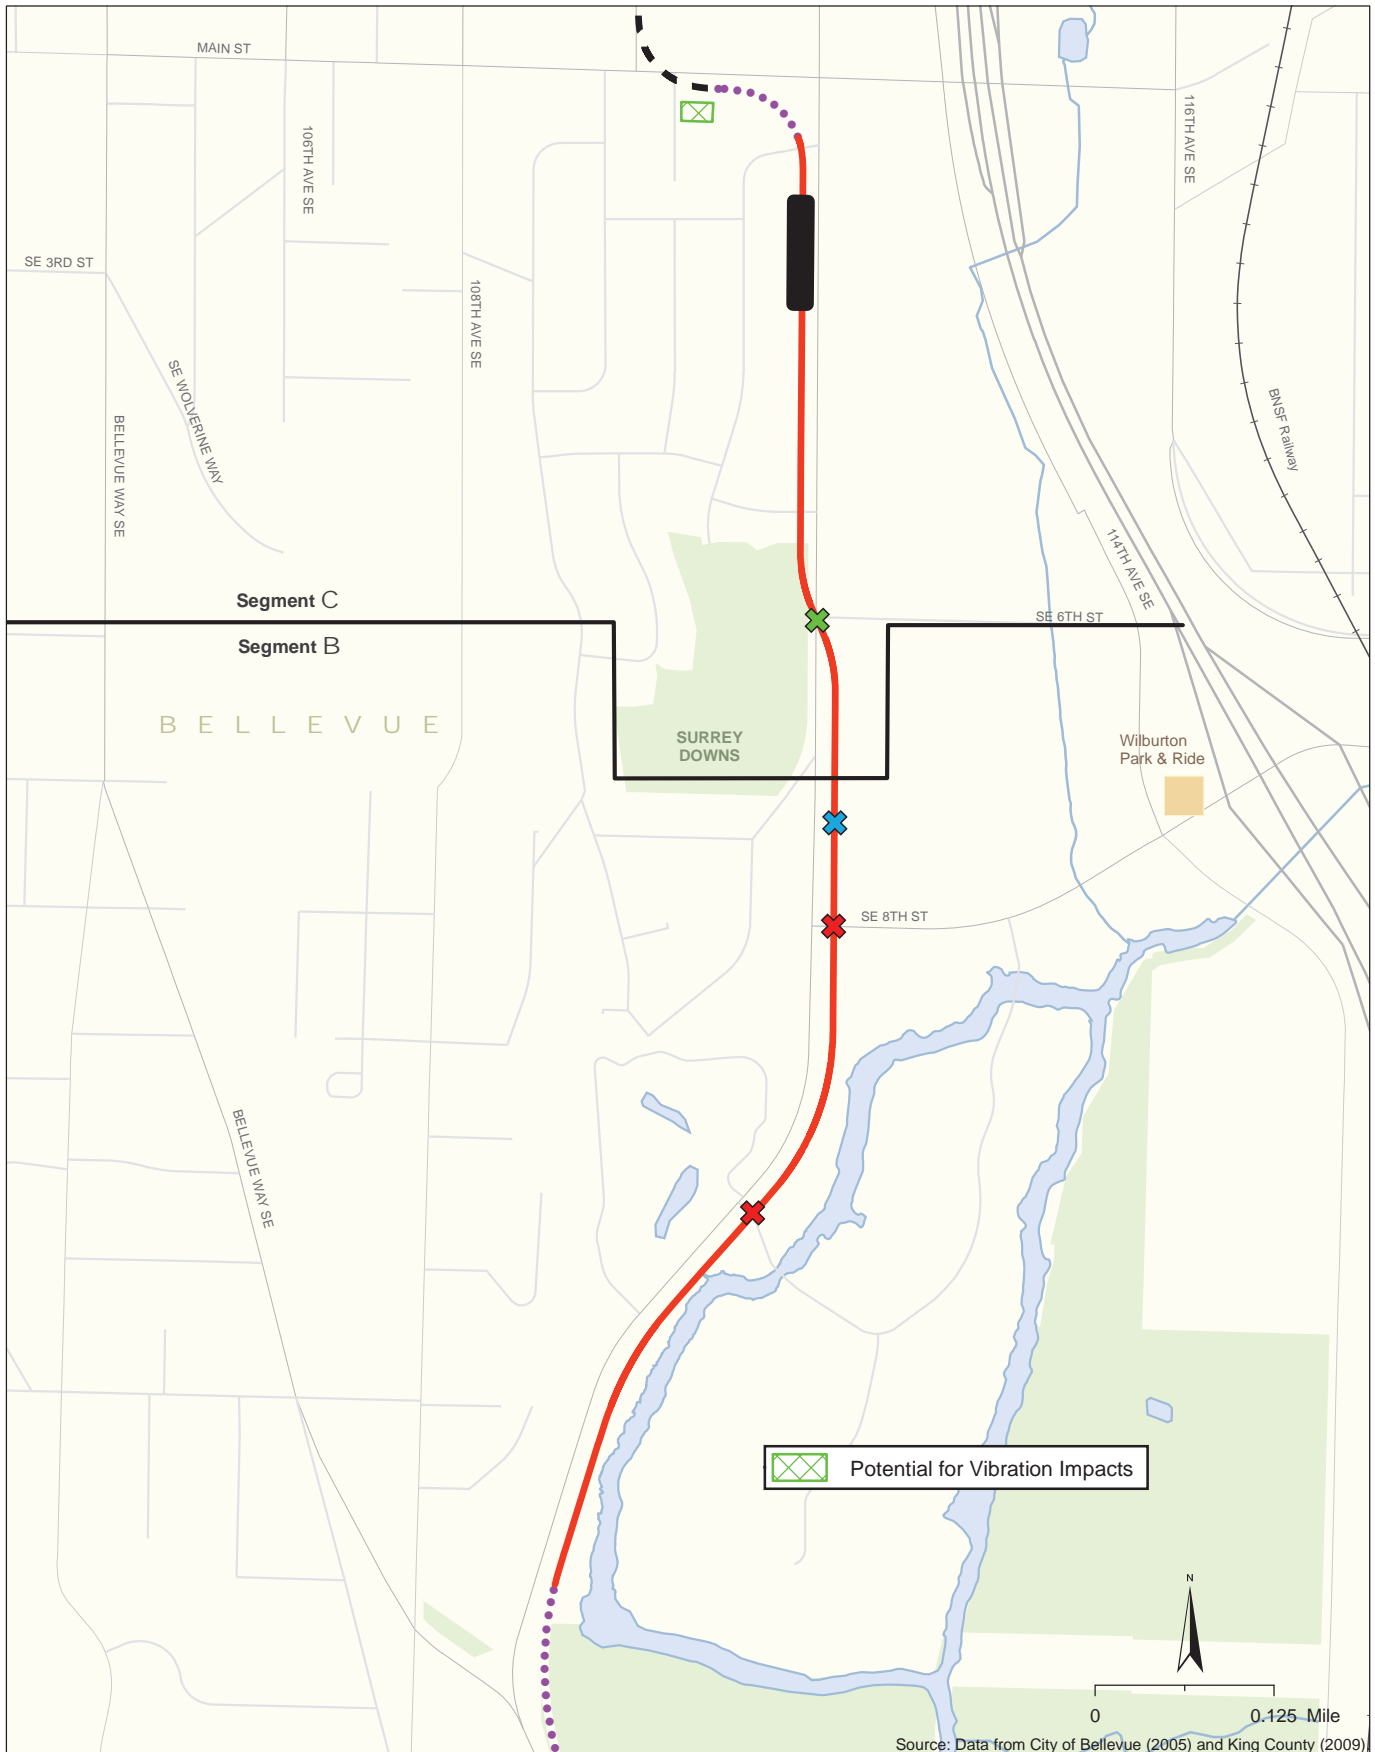 MAIN ST
106TH AVE SE
116TH AVE SE
SE 3RD ST
108TH AVE SE
SE WOLVERINE WAY
BELLEVUE WAY SE
BNSF Railway
114TH AVE SE
Segment C
SE 6TH ST
Segment B
BELLEVUE
SURREY
DOWNS
Wilburton
Park & Ride
SE 8TH ST
BELLEVUE WAY SE
Potential for Vibration Impacts
N
0 0.125 Mile
Source: Data from City of Bellevue (2005) and King County (2009)